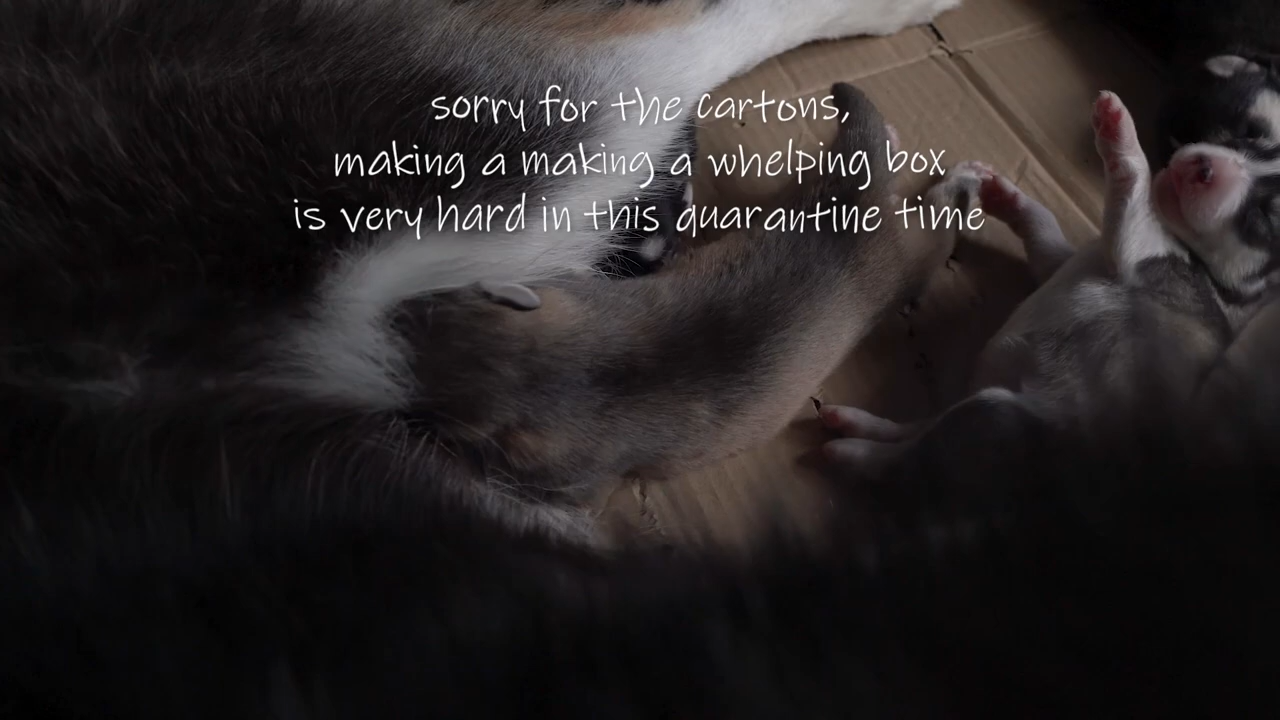 sorry for the cartons,
making a making a whelping box
is very hard in this quarantine time